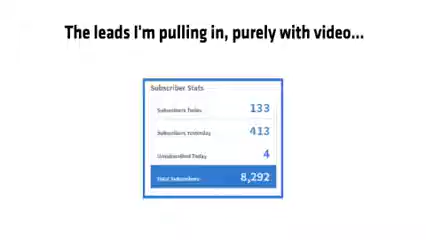 The leads I'm pulling in, purely with video...
Subscriber Stats
Subscribers Today 133
Subscribers Yesterday 413
Unsubscribed Today 4
Total Subscribers 8,292